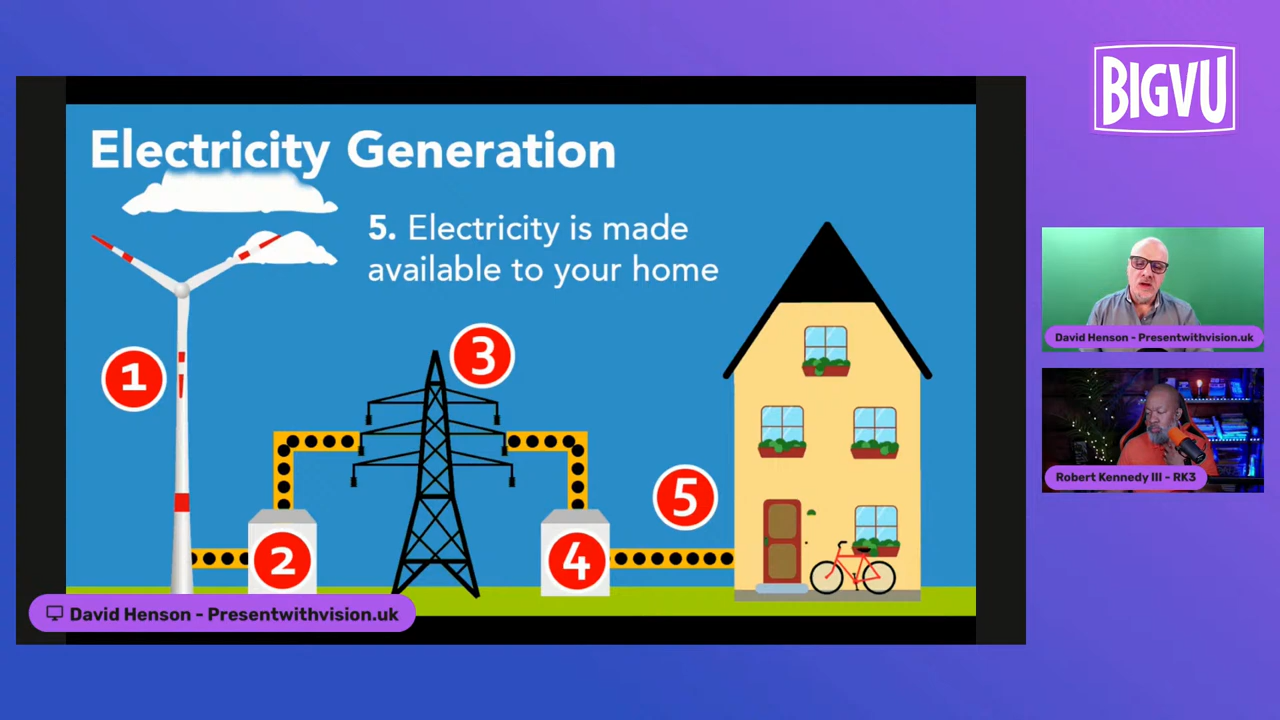 BIGVU
Electricity Generation
5. Electricity is made
available to your home
1
2
3
4
5
David Henson - Presentwithvision.uk
David Henson - Presentwithvision.uk
Robert Kennedy III - RK3